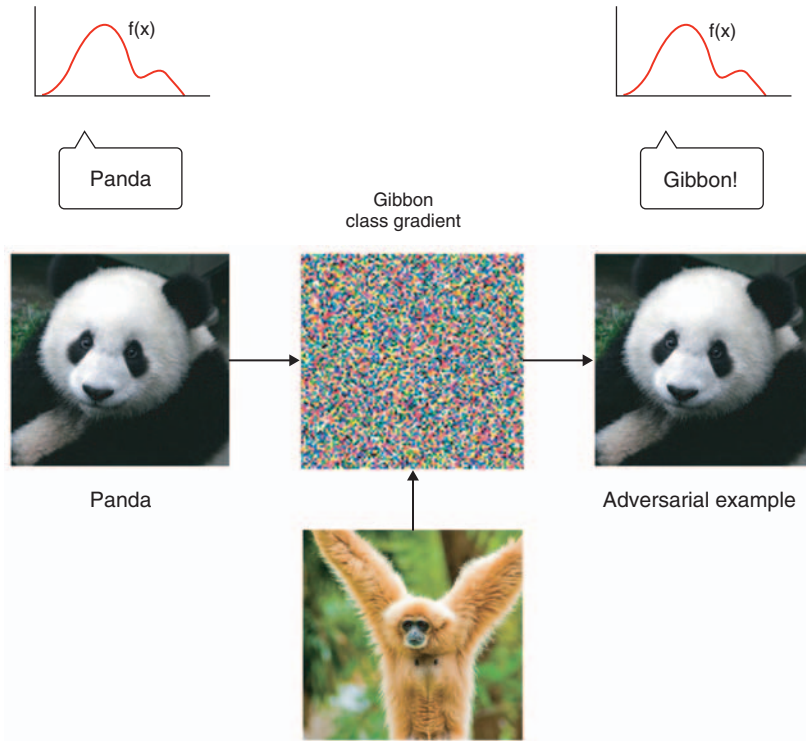 f(x)
f(x)
Panda
Gibbon!
Gibbon
class gradient
Panda
Adversarial example